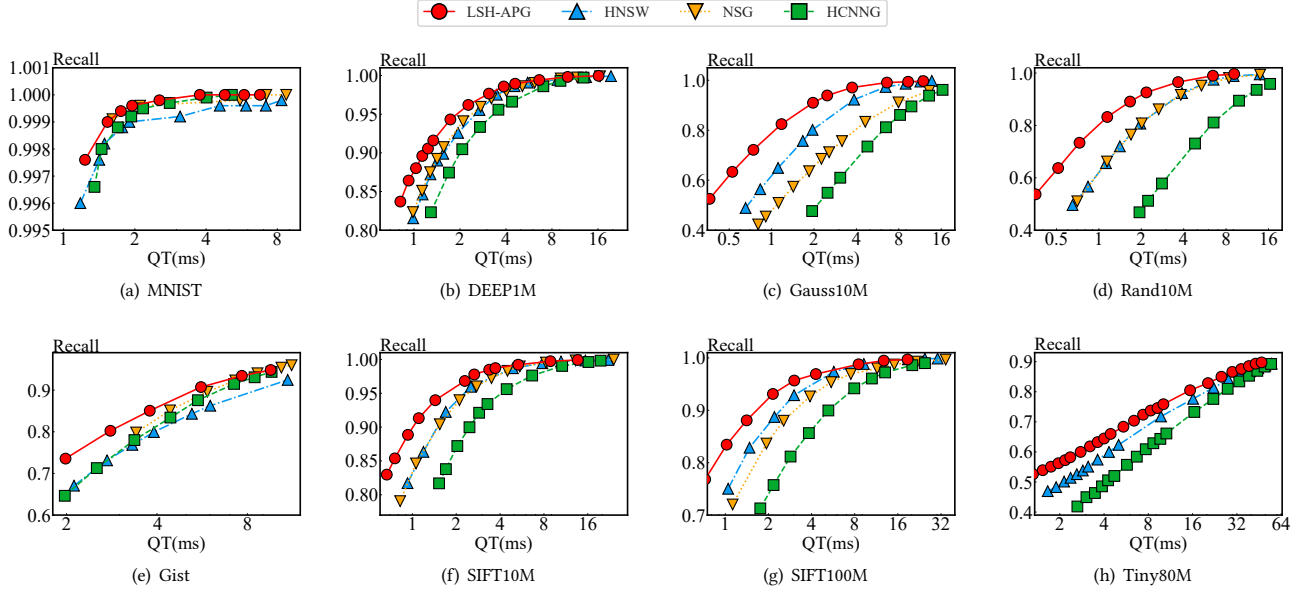 LSH-APG HNSW NSG HCNNG
Recall
1.001
1.000
0.999
0.998
0.997
0.996
0.995
1 2 4 8
QT(ms)
(a) MNIST
Recall
1.00
0.95
0.90
0.85
0.80
1 2 4 8 16
QT(ms)
(b) DEEP1M
Recall
1.0
0.8
0.6
0.4
0.5 1 2 4 8 16
QT(ms)
(c) Gauss10M
Recall
1.0
0.8
0.6
0.4
0.5 1 2 4 8 16
QT(ms)
(d) Rand10M
Recall
0.9
0.8
0.7
0.6
2 4 8
QT(ms)
(e) Gist
Recall
1.00
0.95
0.90
0.85
0.80
1 2 4 8 16
QT(ms)
(f) SIFT10M
Recall
1.0
0.9
0.8
0.7
1 2 4 8 16 32
QT(ms)
(g) SIFT100M
Recall
0.9
0.8
0.7
0.6
0.5
0.4
2 4 8 16 32 64
QT(ms)
(h) Tiny80M